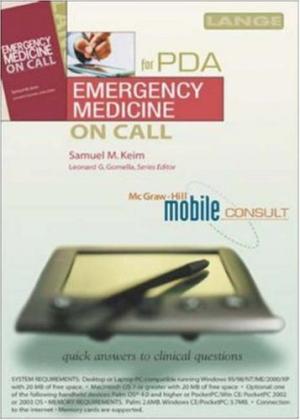 LANGE
EMERGENCY
MEDICINE
ON CALL
for PDA
EMERGENCY
MEDICINE
ON CALL
Samuel M. Keim
Leonard G. Gomella, Series Editor
McGraw-Hill
mobile CONSULT
quick answers to clinical questions
SYSTEM REQUIREMENTS: Desktop or Laptop PC compatible running Windows 95/98/NT/ME/2000/XP
with 20 MB of free space. • Macintosh OS 7 or greater with 20 MB of free space • Optional one
of the following handheld devices Palm OS® 4.0 and higher or PocketPC/Win CE: PocketPC 2002
or 2003 OS • MEMORY REQUIREMENTS: Palm 2.6MB, Windows CE/PocketPC 3.7MB. • Connection
to the internet • Memory cards are supported.